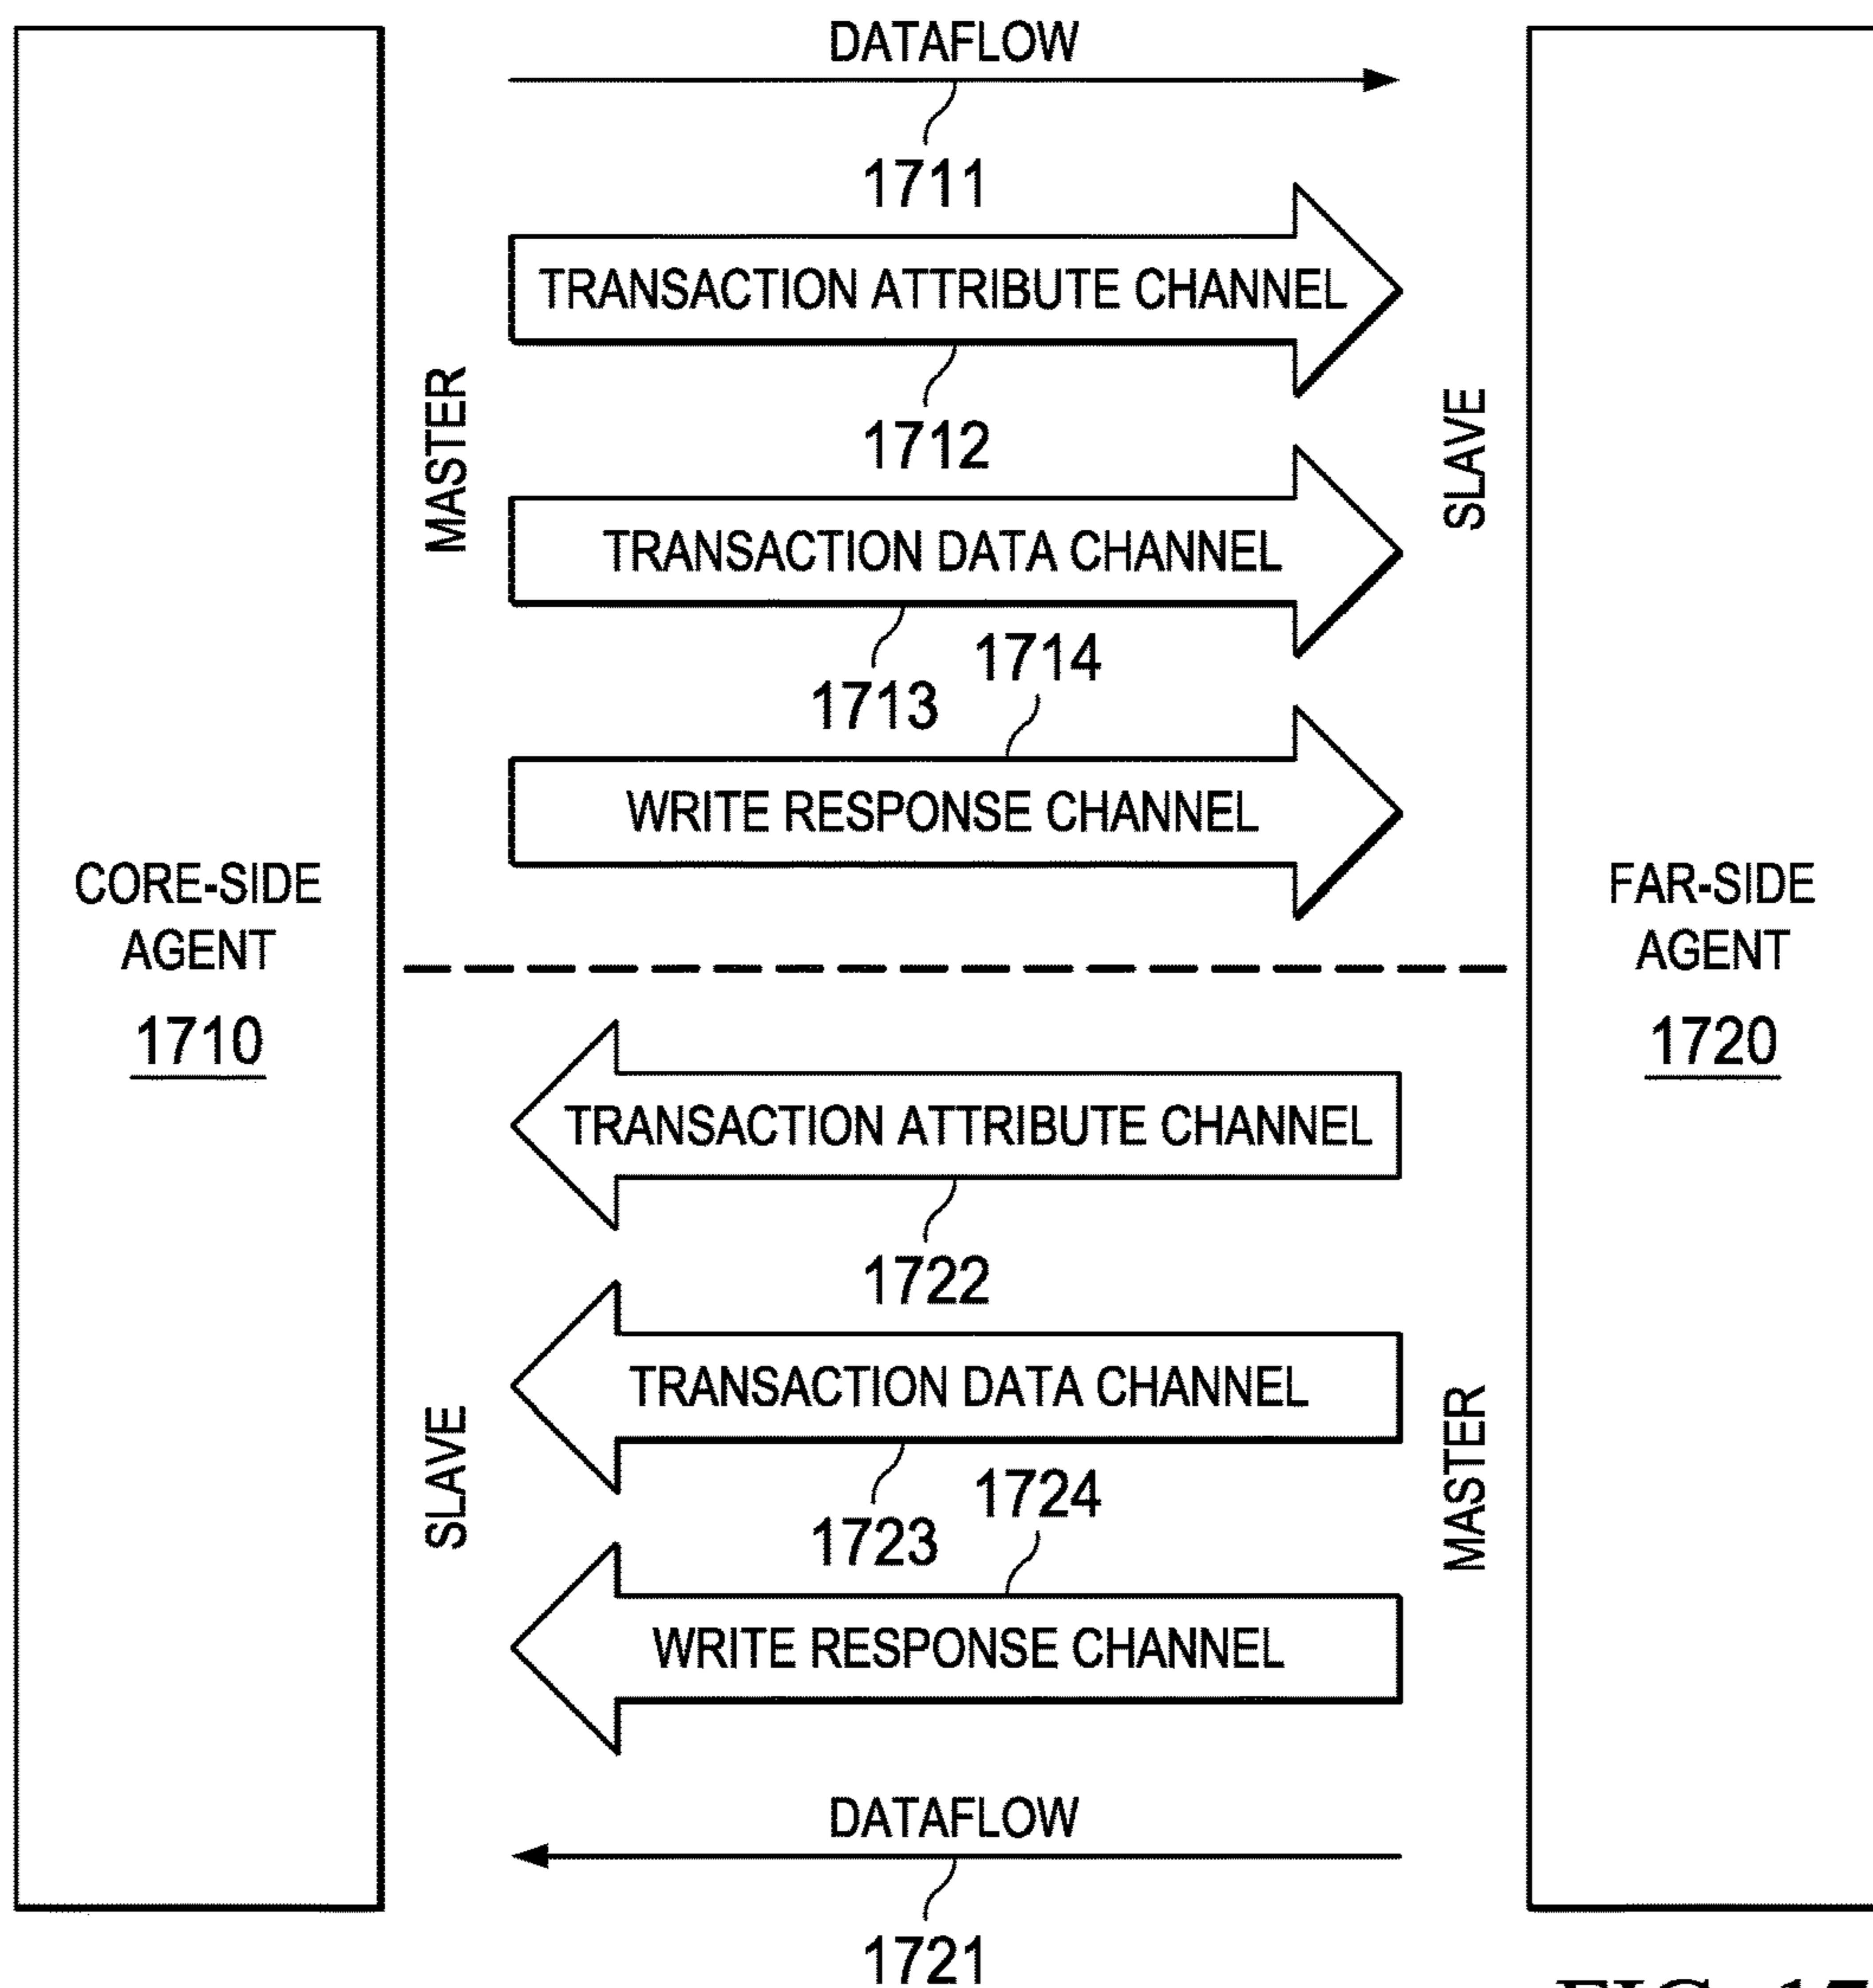 DATAFLOW
1711
TRANSACTION ATTRIBUTE CHANNEL
1712
MASTER
SLAVE
TRANSACTION DATA CHANNEL
1713
1714
WRITE RESPONSE CHANNEL
CORE-SIDE
AGENT
1710
FAR-SIDE
AGENT
1720
TRANSACTION ATTRIBUTE CHANNEL
1722
TRANSACTION DATA CHANNEL
1723
1724
SLAVE
MASTER
WRITE RESPONSE CHANNEL
DATAFLOW
1721